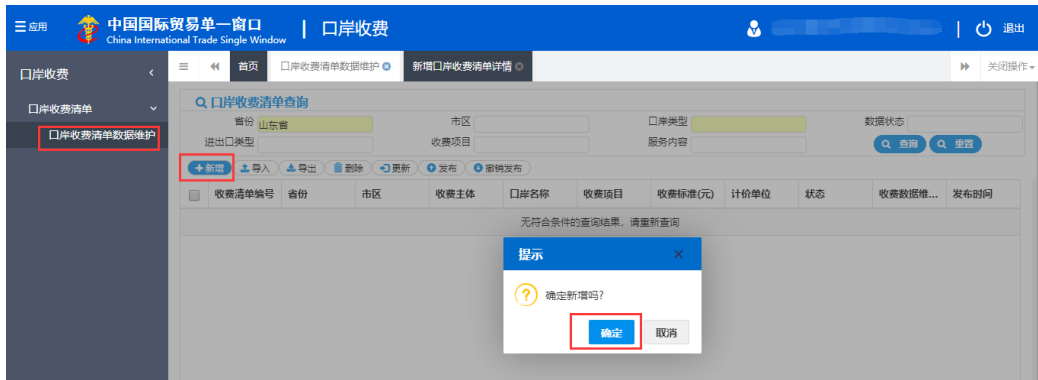 应用 中国国际贸易单一窗口 口岸收费 退出
China International Trade Single Window
口岸收费 首页 口岸收费清单数据维护 新增口岸收费清单详情 关闭操作
口岸收费清单
口岸收费清单数据维护
口岸收费清单查询
省份 山东省 市区 口岸类型 数据状态
进出口类型 收费项目 服务内容 查询 重置
新增 导入 导出 删除 更新 发布 撤销发布
收费清单编号 省份 市区 收费主体 口岸名称 收费项目 收费标准(元) 计价单位 状态 收费数据维... 发布时间
无符合条件的查询结果，请重新查询
提示
确定新增吗?
确定 取消